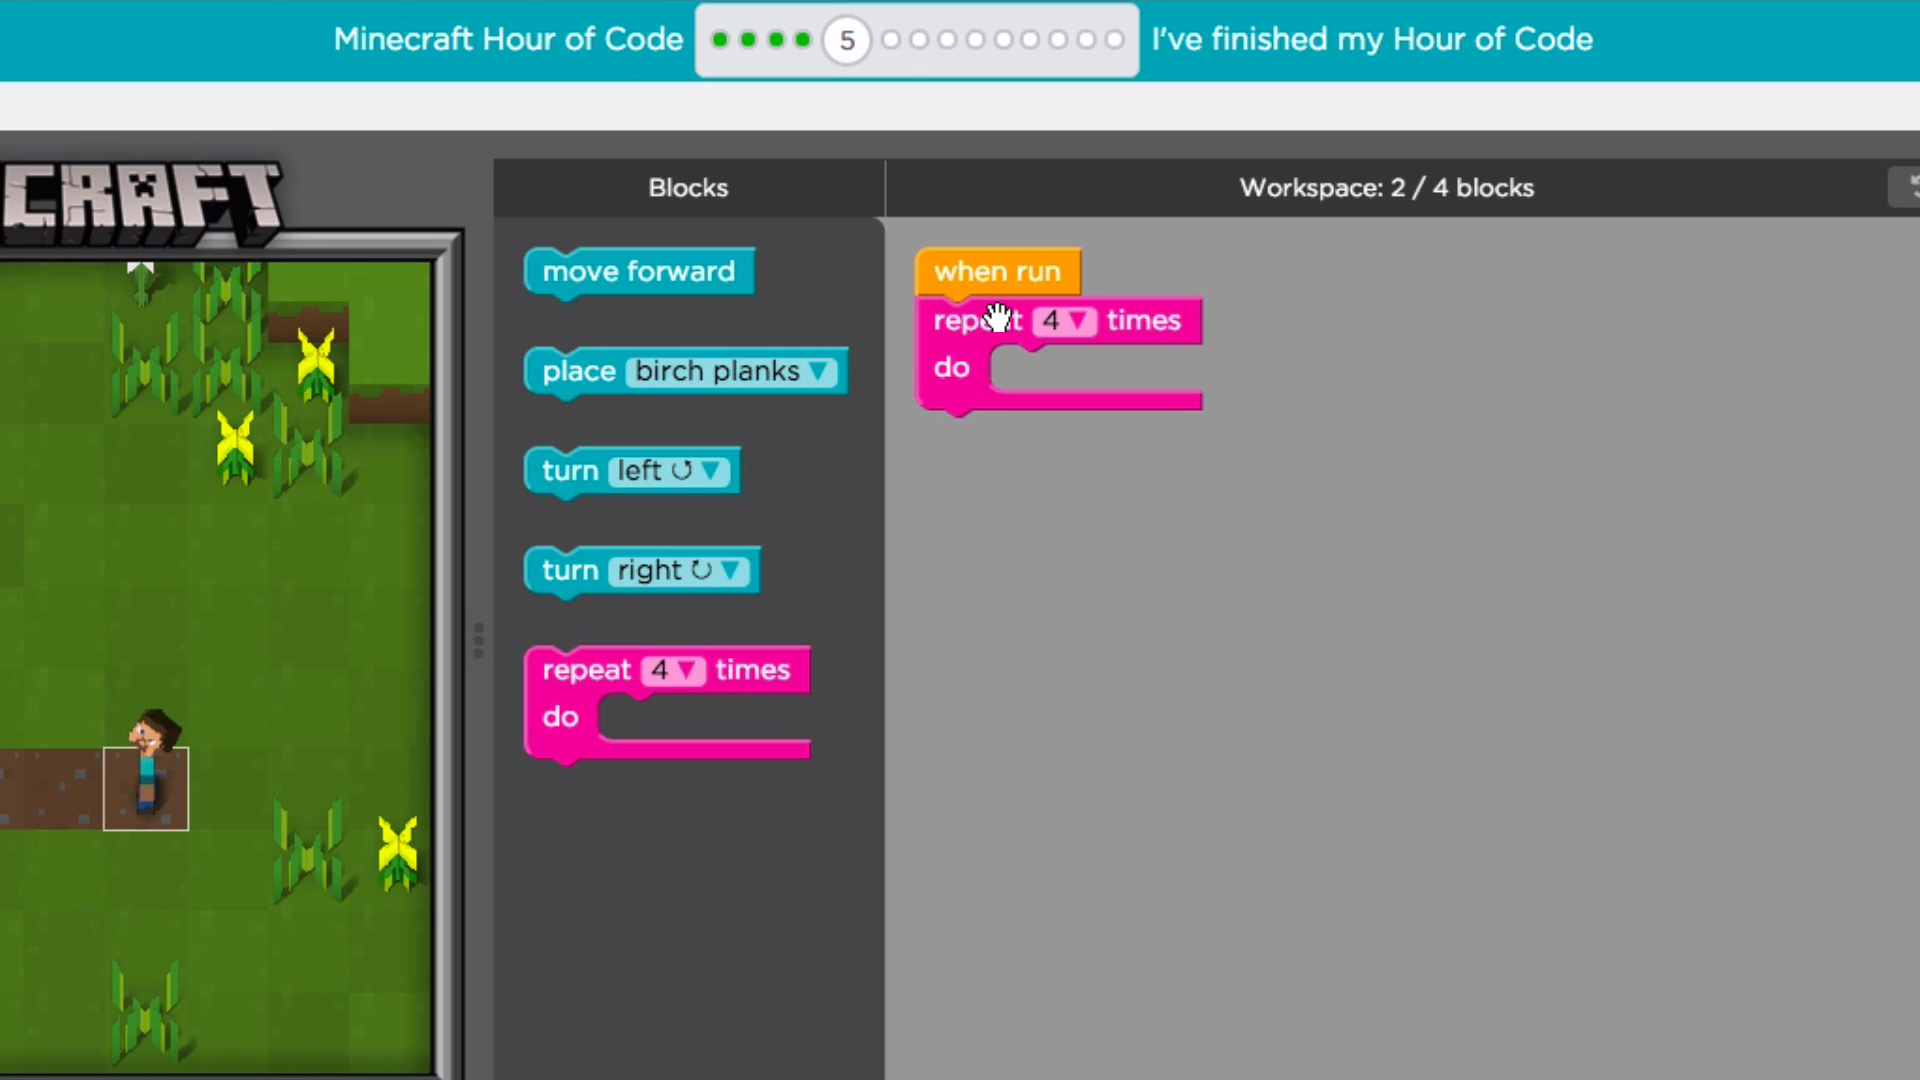 Minecraft Hour of Code 5 I've finished my Hour of Code
CRAFT
Blocks
Workspace: 2 / 4 blocks
move forward
place birch planks
turn left
turn right
repeat 4 times
do
when run
repeat 4 times
do